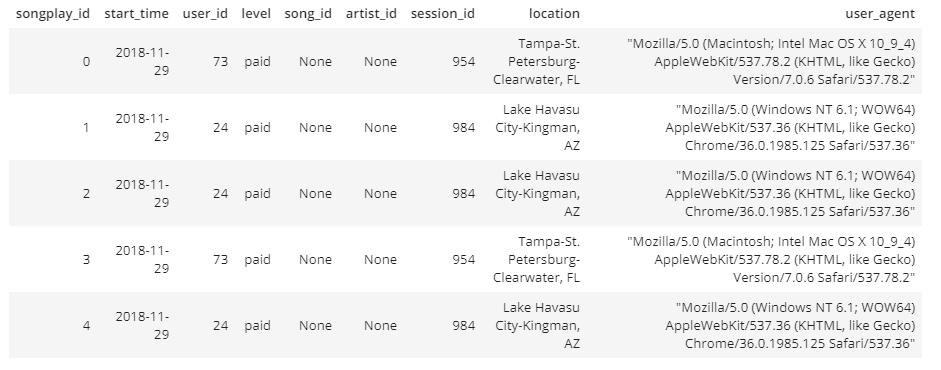 songplay_id start_time user_id level song_id artist_id session_id location user_agent
0 2018-11-29 73 paid None None 954 Tampa-St. Petersburg-Clearwater, FL "Mozilla/5.0 (Macintosh; Intel Mac OS X 10_9_4) AppleWebKit/537.78.2 (KHTML, like Gecko) Version/7.0.6 Safari/537.78.2"
1 2018-11-29 24 paid None None 984 Lake Havasu City-Kingman, AZ "Mozilla/5.0 (Windows NT 6.1; WOW64) AppleWebKit/537.36 (KHTML, like Gecko) Chrome/36.0.1985.125 Safari/537.36"
2 2018-11-29 24 paid None None 984 Lake Havasu City-Kingman, AZ "Mozilla/5.0 (Windows NT 6.1; WOW64) AppleWebKit/537.36 (KHTML, like Gecko) Chrome/36.0.1985.125 Safari/537.36"
3 2018-11-29 73 paid None None 954 Tampa-St. Petersburg-Clearwater, FL "Mozilla/5.0 (Macintosh; Intel Mac OS X 10_9_4) AppleWebKit/537.78.2 (KHTML, like Gecko) Version/7.0.6 Safari/537.78.2"
4 2018-11-29 24 paid None None 984 Lake Havasu City-Kingman, AZ "Mozilla/5.0 (Windows NT 6.1; WOW64) AppleWebKit/537.36 (KHTML, like Gecko) Chrome/36.0.1985.125 Safari/537.36"